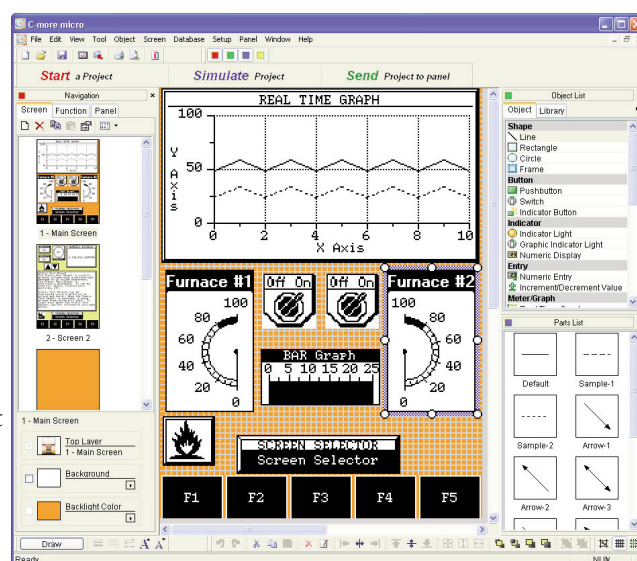 C-more micro
File Edit View Tool Object Screen Database Setup Panel Window Help
Start a Project
Simulate Project
Send Project to panel
Navigation
Screen Function Panel
1 - Main Screen
2 - Screen 2
1 - Main Screen
Top Layer
1 - Main Screen
Background
Backlight Color
REAL TIME GRAPH
100
50
0
Y Axis
0 2 4 6 8 10
X Axis
Furnace #1
100
80
60
40
20
0
Off On
Off On
Furnace #2
100
80
60
40
20
0
BAR Graph
0 5 10 15 20 25
SCREEN SELECTOR
Screen Selector
F1 F2 F3 F4 F5
Object List
Object Library
Shape
Line
Rectangle
Circle
Frame
Button
Pushbutton
Switch
Indicator Button
Indicator
Indicator Light
Graphic Indicator Light
Numeric Display
Entry
Numeric Entry
Increment/Decrement Value
Meter/Graph
Parts List
Default
Sample-1
Sample-2
Arrow-1
Arrow-2
Arrow-3
Draw
Ready
NUM
t